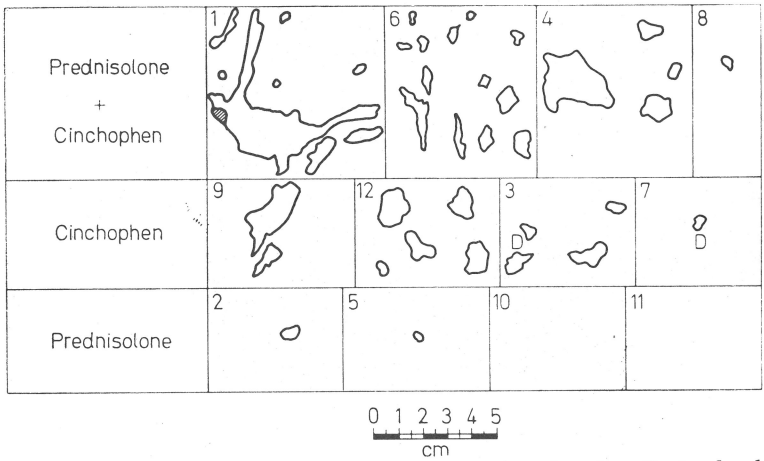 1 6 4 8
Prednisolone
+
Cinchophen
9 12 3 7
Cinchophen
D D
2 5 10 11
Prednisolone
0 1 2 3 4 5
cm